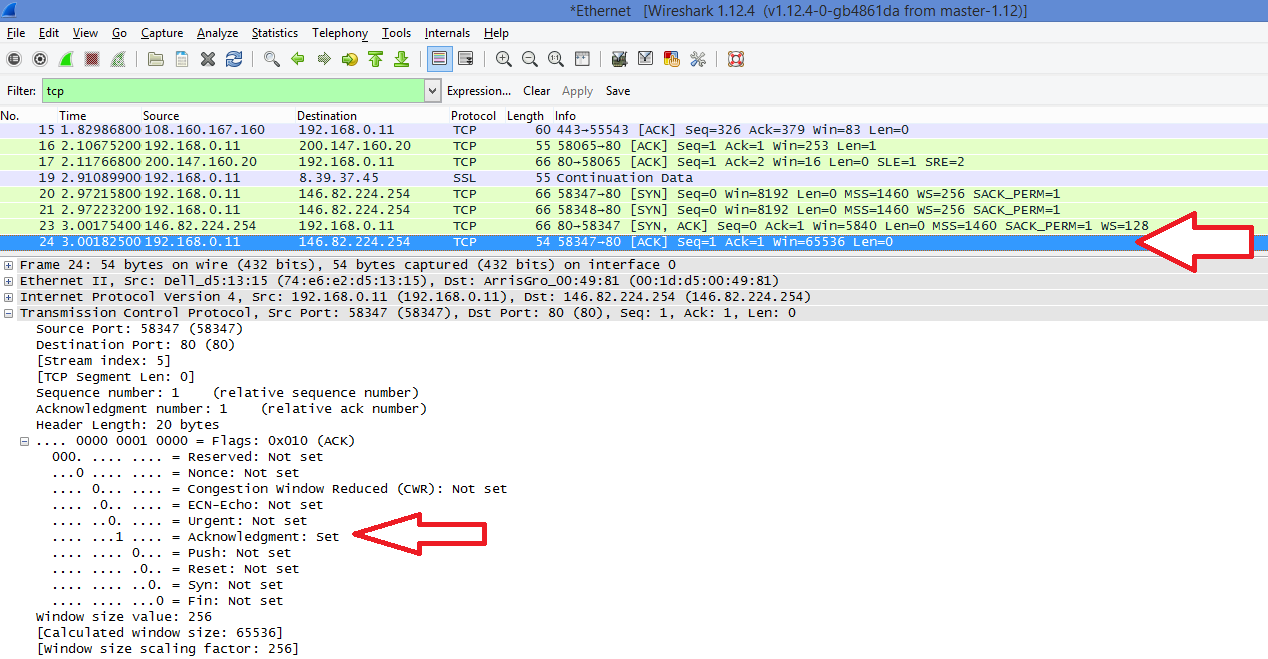 *Ethernet [Wireshark 1.12.4 (v1.12.4-0-gb4861da from master-1.12)]
File Edit View Go Capture Analyze Statistics Telephony Tools Internals Help
Filter: tcp Expression... Clear Apply Save
No. Time Source Destination Protocol Length Info
15 1.82986800 108.160.167.160 192.168.0.11 TCP 60 443→55543 [ACK] Seq=326 Ack=379 Win=83 Len=0
16 2.10675200 192.168.0.11 200.147.160.20 TCP 55 58065→80 [ACK] Seq=1 Ack=1 Win=253 Len=1
17 2.11766800 200.147.160.20 192.168.0.11 TCP 66 80→58065 [ACK] Seq=1 Ack=2 Win=16 Len=0 SLE=1 SRE=2
19 2.91089900 192.168.0.11 8.39.37.45 SSL 55 Continuation Data
20 2.97215800 192.168.0.11 146.82.224.254 TCP 66 58347→80 [SYN] Seq=0 Win=8192 Len=0 MSS=1460 WS=256 SACK_PERM=1
21 2.97223200 192.168.0.11 146.82.224.254 TCP 66 58348→80 [SYN] Seq=0 Win=8192 Len=0 MSS=1460 WS=256 SACK_PERM=1
23 3.00175400 146.82.224.254 192.168.0.11 TCP 66 80→58347 [SYN, ACK] Seq=0 Ack=1 Win=5840 Len=0 MSS=1460 SACK_PERM=1 WS=128
24 3.00182500 192.168.0.11 146.82.224.254 TCP 54 58347→80 [ACK] Seq=1 Ack=1 Win=65536 Len=0
Frame 24: 54 bytes on wire (432 bits), 54 bytes captured (432 bits) on interface 0
Ethernet II, Src: Dell_d5:13:15 (74:e6:e2:d5:13:15), Dst: ArrisGro_00:49:81 (00:1d:d5:00:49:81)
Internet Protocol Version 4, Src: 192.168.0.11 (192.168.0.11), Dst: 146.82.224.254 (146.82.224.254)
Transmission Control Protocol, Src Port: 58347 (58347), Dst Port: 80 (80), Seq: 1, Ack: 1, Len: 0
Source Port: 58347 (58347)
Destination Port: 80 (80)
[Stream index: 5]
[TCP Segment Len: 0]
Sequence number: 1 (relative sequence number)
Acknowledgment number: 1 (relative ack number)
Header Length: 20 bytes
.... 0000 0001 0000 = Flags: 0x010 (ACK)
000. .... .... = Reserved: Not set
...0 .... .... = Nonce: Not set
.... 0... .... = Congestion Window Reduced (CWR): Not set
.... .0.. .... = ECN-Echo: Not set
.... ..0. .... = Urgent: Not set
.... ...1 .... = Acknowledgment: Set
.... .... 0... = Push: Not set
.... .... .0.. = Reset: Not set
.... .... ..0. = Syn: Not set
.... .... ...0 = Fin: Not set
Window size value: 256
[Calculated window size: 65536]
[Window size scaling factor: 256]